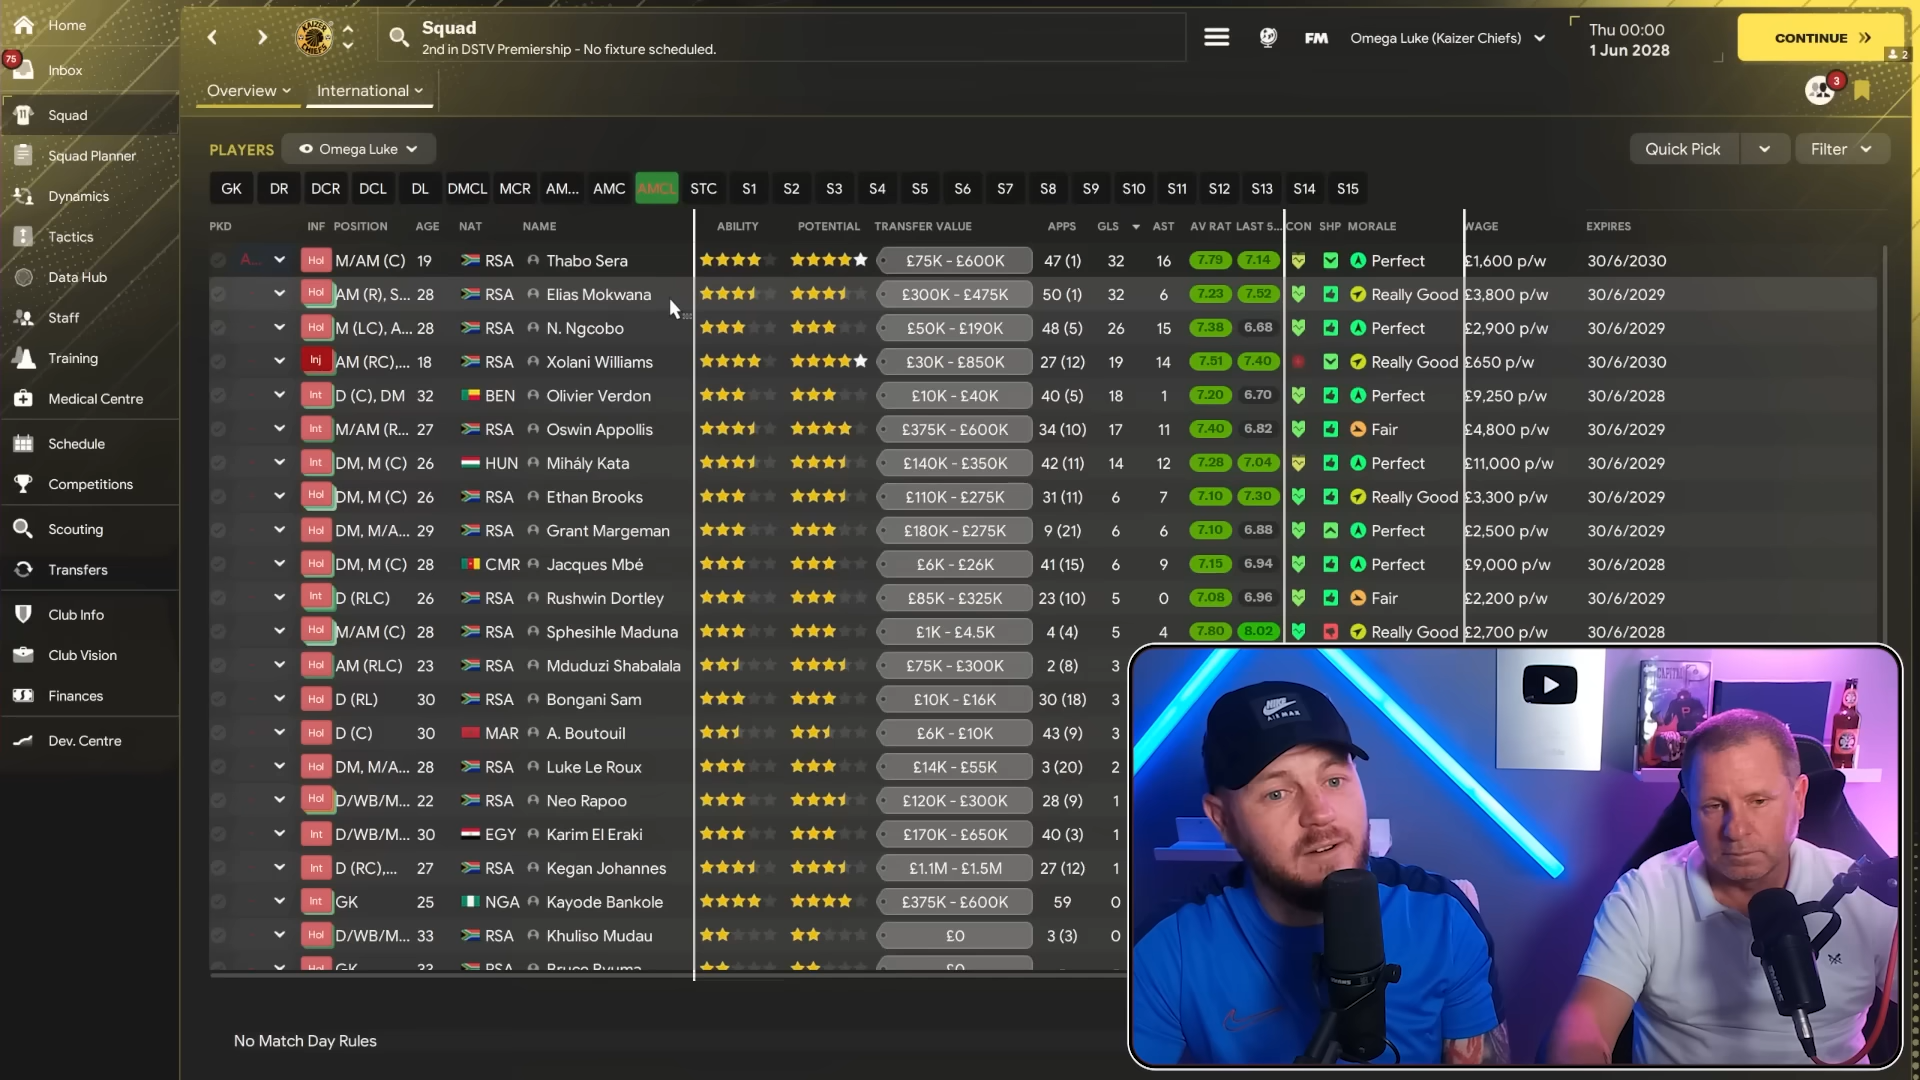 Home
75
Inbox
Squad
Squad Planner
Dynamics
Tactics
Data Hub
Staff
Training
Medical Centre
Schedule
Competitions
Scouting
Transfers
Club Info
Club Vision
Finances
Dev. Centre
KAIZER CHIEFS
Squad
2nd in DSTV Premiership - No fixture scheduled.
FM
Omega Luke (Kaizer Chiefs)
Thu 00:00
1 Jun 2028
CONTINUE
2
3
Overview
International
PLAYERS
Omega Luke
Quick Pick
Filter
GK DR DCR DCL DL DMCL MCR AM... AMC AMCL STC S1 S2 S3 S4 S5 S6 S7 S8 S9 S10 S11 S12 S13 S14 S15
PKD INF POSITION AGE NAT NAME ABILITY POTENTIAL TRANSFER VALUE APPS GLS AST AV RAT LAST 5... CON SHP MORALE WAGE EXPIRES
A... Hol M/AM (C) 19 RSA Thabo Sera £75K - £600K 47 (1) 32 16 7.79 7.14 Perfect £1,600 p/w 30/6/2030
Hol AM (R), S... 28 RSA Elias Mokwana £300K - £475K 50 (1) 32 6 7.23 7.52 Really Good £3,800 p/w 30/6/2029
Hol M (LC), A... 28 RSA N. Ngcobo £50K - £190K 48 (5) 26 15 7.38 6.68 Perfect £2,900 p/w 30/6/2029
Inj AM (RC),... 18 RSA Xolani Williams £30K - £850K 27 (12) 19 14 7.51 7.40 Really Good £650 p/w 30/6/2030
Int D (C), DM 32 BEN Olivier Verdon £10K - £40K 40 (5) 18 1 7.20 6.70 Perfect £9,250 p/w 30/6/2028
Int M/AM (R... 27 RSA Oswin Appollis £375K - £600K 34 (10) 17 11 7.40 6.82 Fair £4,800 p/w 30/6/2029
Int DM, M (C) 26 HUN Mihály Kata £140K - £350K 42 (11) 14 12 7.28 7.04 Perfect £11,000 p/w 30/6/2029
Hol DM, M (C) 26 RSA Ethan Brooks £110K - £275K 31 (11) 6 7 7.10 7.30 Really Good £3,300 p/w 30/6/2029
Hol DM, M/A... 29 RSA Grant Margeman £180K - £275K 9 (21) 6 6 7.10 6.88 Perfect £2,500 p/w 30/6/2029
Hol DM, M (C) 28 CMR Jacques Mbé £6K - £26K 41 (15) 6 9 7.15 6.94 Perfect £9,000 p/w 30/6/2028
Int D (RLC) 26 RSA Rushwin Dortley £85K - £325K 23 (10) 5 0 7.08 6.96 Fair £2,200 p/w 30/6/2029
Hol M/AM (C) 28 RSA Sphesihle Maduna £1K - £4.5K 4 (4) 5 4 7.80 8.02 Really Good £2,700 p/w 30/6/2028
Hol AM (RLC) 23 RSA Mduduzi Shabalala £75K - £300K 2 (8) 3
Hol D (RL) 30 RSA Bongani Sam £10K - £16K 30 (18) 3
Hol D (C) 30 MAR A. Boutouil £6K - £10K 43 (9) 3
Hol DM, M/A... 28 RSA Luke Le Roux £14K - £55K 3 (20) 2
Hol D/WB/M... 22 RSA Neo Rapoo £120K - £300K 28 (9) 1
Int D/WB/M... 30 EGY Karim El Eraki £170K - £650K 40 (3) 1
Int D (RC),... 27 RSA Kegan Johannes £1.1M - £1.5M 27 (12) 1
Int GK 25 NGA Kayode Bankole £375K - £600K 59 0
Hol D/WB/M... 33 RSA Khuliso Mudau £0 3 (3) 0
Hol GK 33 RSA Bruce Bvuma £0
No Match Day Rules
NIKE
AIR MAX